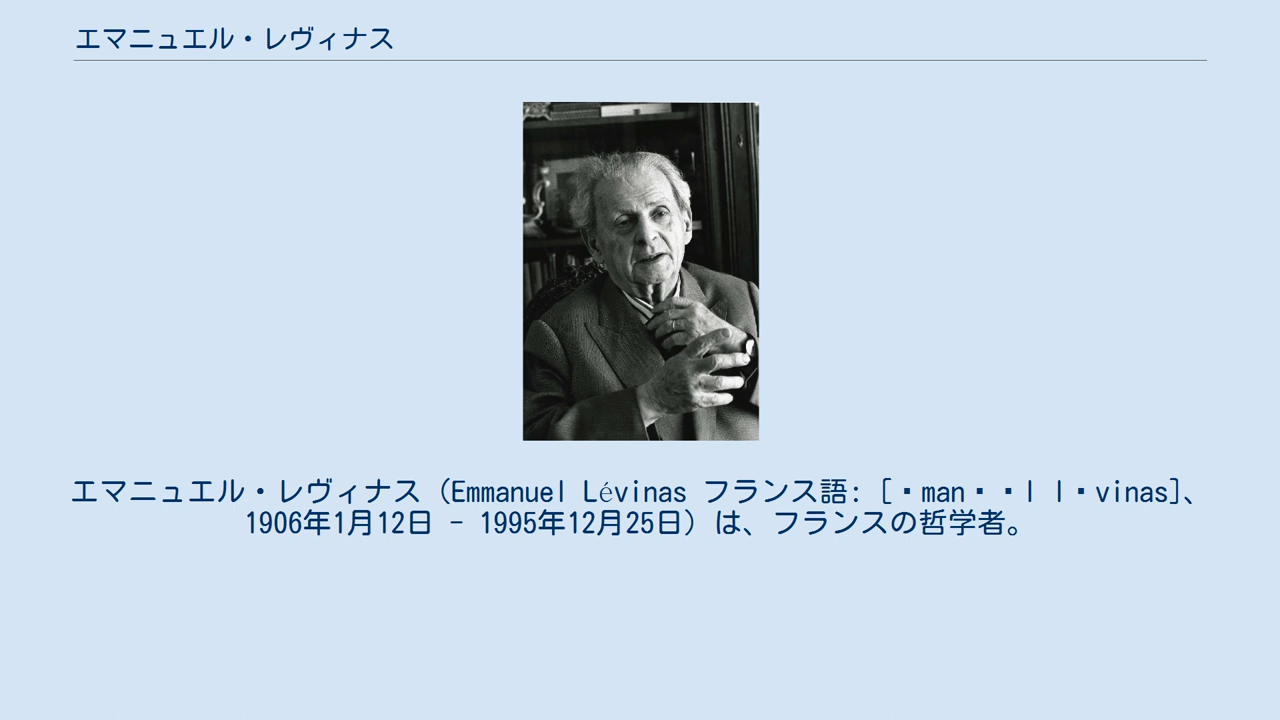 エマニュエル・レヴィナス
エマニュエル・レヴィナス（Emmanuel Lévinas フランス語: [・man・・l l・vinas]、
1906年1月12日 - 1995年12月25日）は、フランスの哲学者。